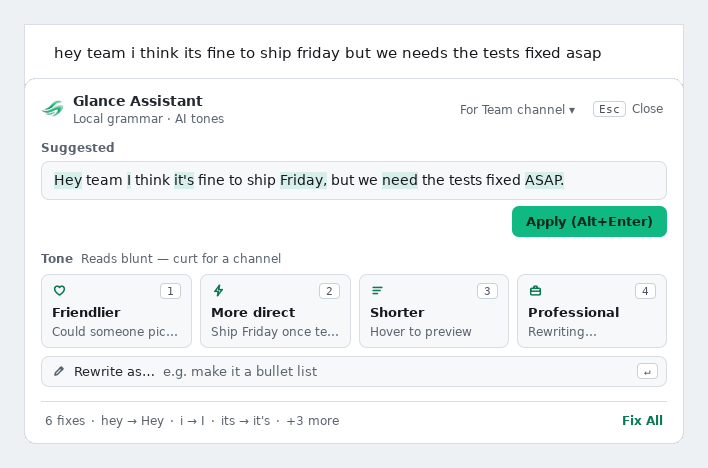 hey team i think its fine to ship friday but we needs the tests fixed asap
Glance Assistant
Local grammar · AI tones
For Team channel ▾
Esc Close
Suggested
Hey team I think it's fine to ship Friday, but we need the tests fixed ASAP.
Apply (Alt+Enter)
Tone Reads blunt — curt for a channel
1
Friendlier
Could someone pic…
2
More direct
Ship Friday once te…
3
Shorter
Hover to preview
4
Professional
Rewriting…
Rewrite as… e.g. make it a bullet list ↵
6 fixes · hey → Hey · i → I · its → it's · +3 more
Fix All